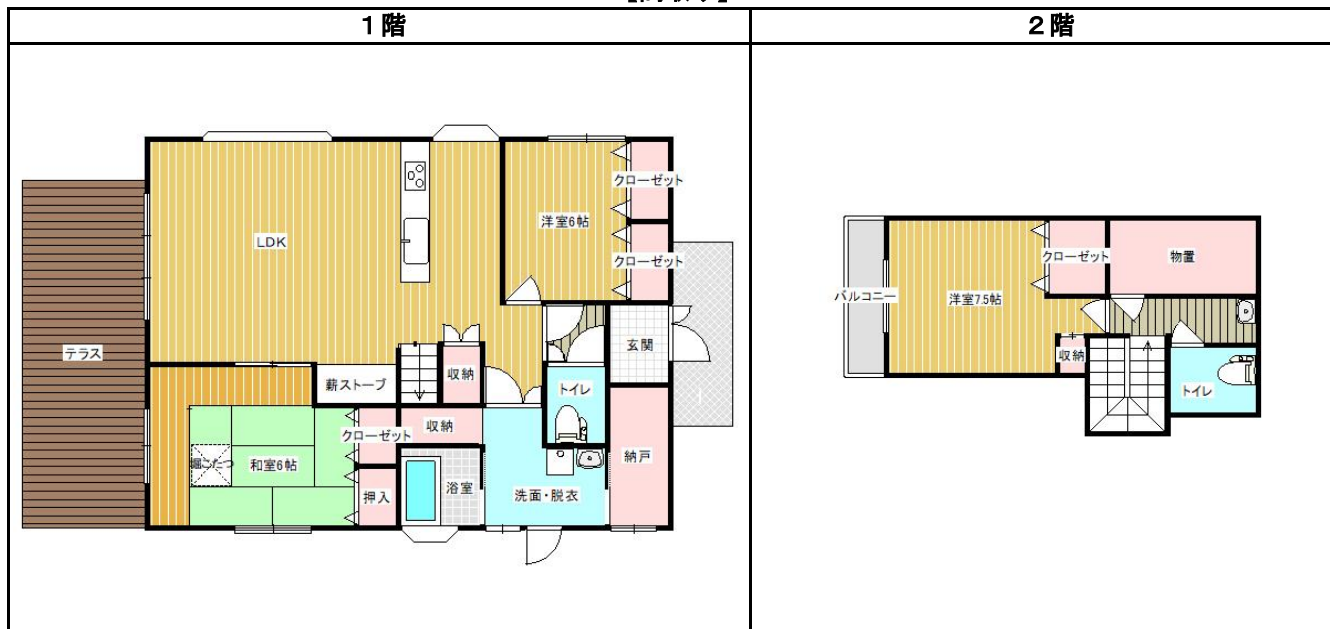 1階
2階
クローゼット
洋室6帖
LDK
クローゼット
テラス
玄関
薪ストーブ
収納
トイレ
クローゼット
収納
和室6帖
押入
浴室
洗面・脱衣
納戸
クローゼット
物置
バルコニー
洋室7.5帖
収納
トイレ